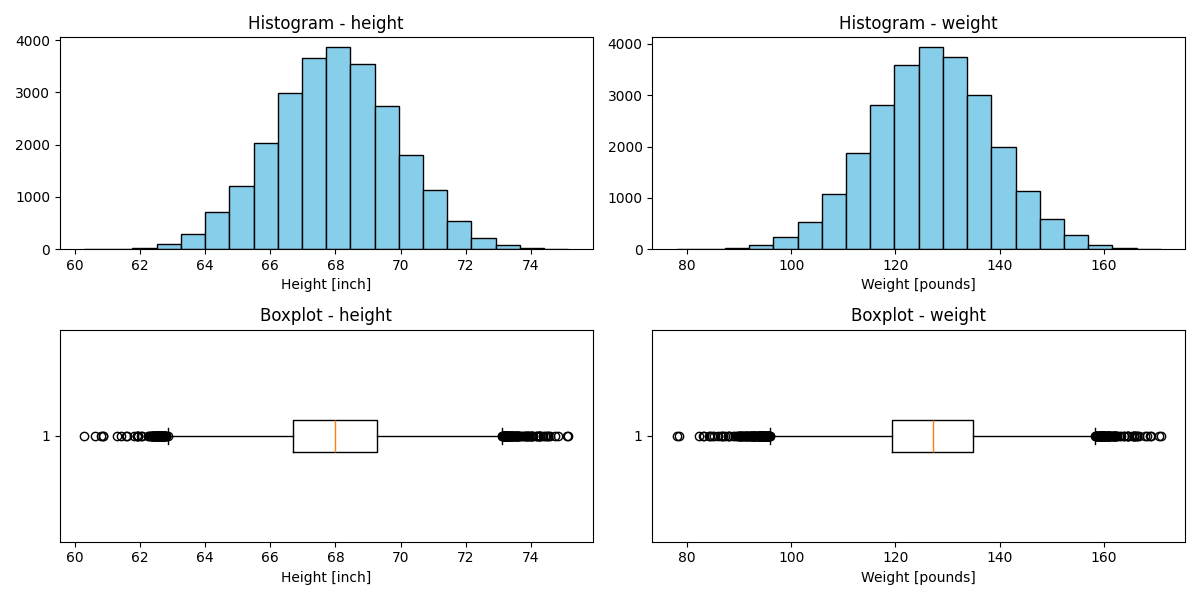 Histogram - height
4000
3000
2000
1000
0
60 62 64 66 68 70 72 74
Height [inch]
Histogram - weight
4000
3000
2000
1000
0
80 100 120 140 160
Weight [pounds]
Boxplot - height
1
60 62 64 66 68 70 72 74
Height [inch]
Boxplot - weight
1
80 100 120 140 160
Weight [pounds]